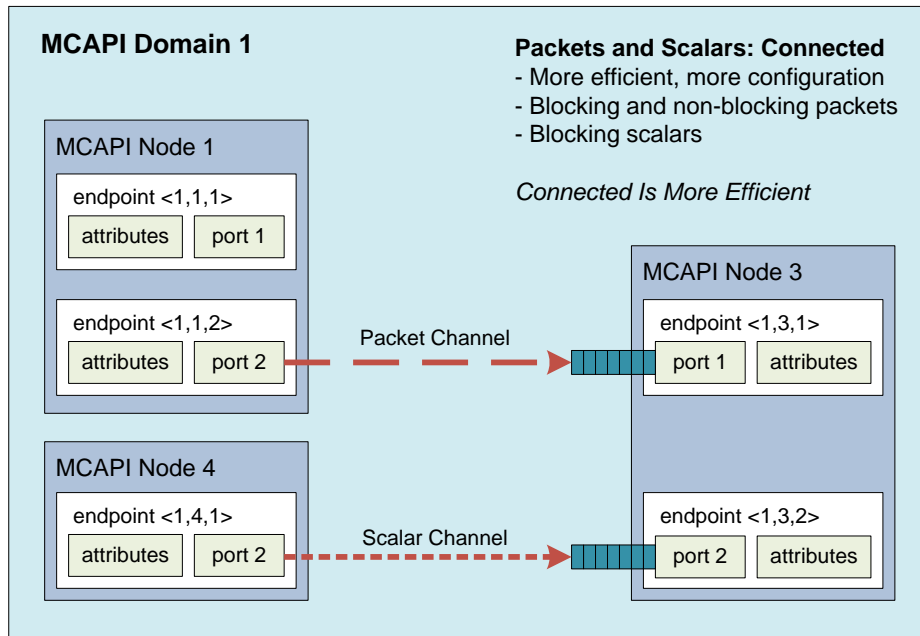 MCAPI Domain 1
Packets and Scalars: Connected
- More efficient, more configuration
- Blocking and non-blocking packets
- Blocking scalars
Connected Is More Efficient
MCAPI Node 1
endpoint <1,1,1>
attributes
port 1
endpoint <1,1,2>
attributes
port 2
Packet Channel
MCAPI Node 3
endpoint <1,3,1>
port 1
attributes
MCAPI Node 4
endpoint <1,4,1>
attributes
port 2
Scalar Channel
endpoint <1,3,2>
port 2
attributes